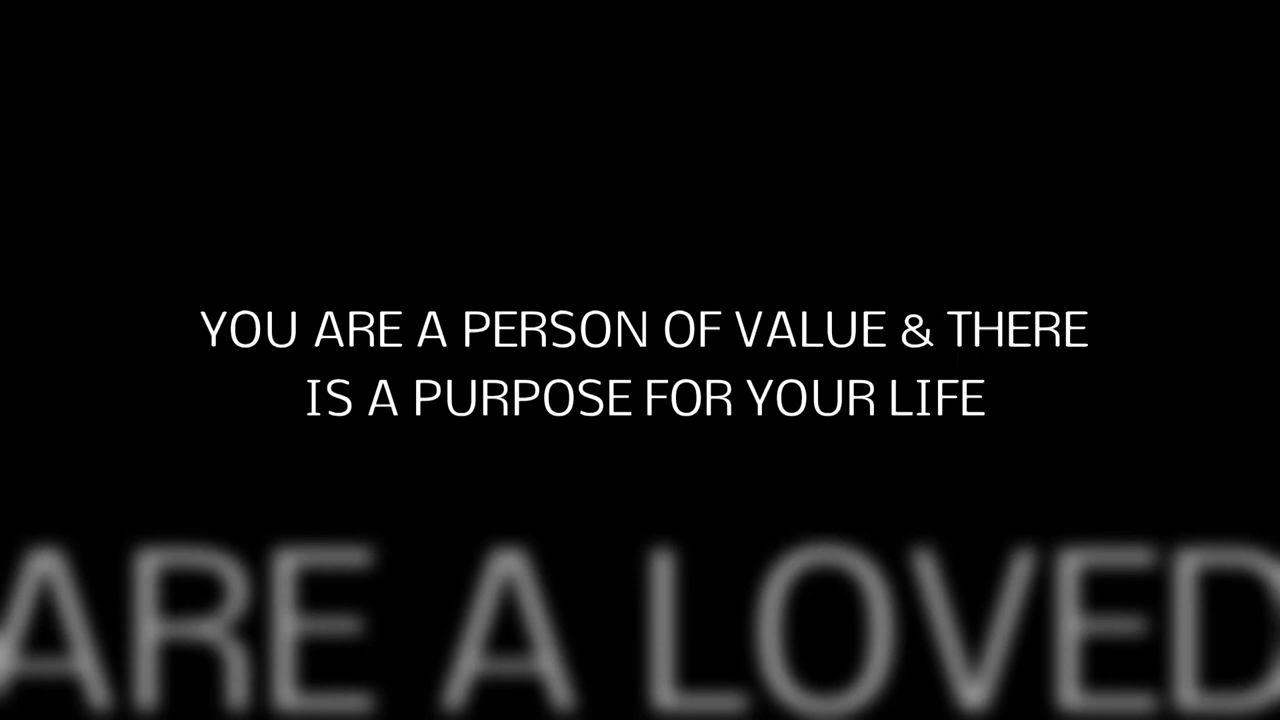 YOU ARE A PERSON OF VALUE & THERE
IS A PURPOSE FOR YOUR LIFE
ARE A LOVED